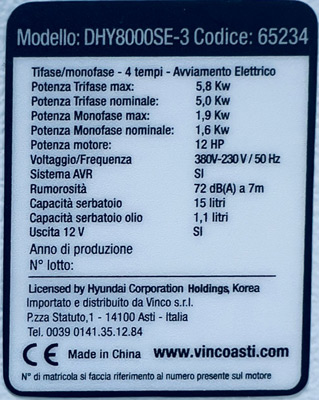 Modello: DHY8000SE-3 Codice: 65234
Tifase/monofase - 4 tempi - Avviamento Elettrico
Potenza Trifase max: 5,8 Kw
Potenza Trifase nominale: 5,0 Kw
Potenza Monofase max: 1,9 Kw
Potenza Monofase nominale: 1,6 Kw
Potenza motore: 12 HP
Voltaggio/Frequenza 380V-230 V / 50 Hz
Sistema AVR SI
Rumorosità 72 dB(A) a 7m
Capacità serbatoio 15 litri
Capacità serbatoio olio 1,1 litri
Uscita 12 V SI
Anno di produzione
N° lotto:
Licensed by Hyundai Corporation Holdings, Korea
Importato e distribuito da Vinco s.r.l.
P.zza Statuto,1 - 14100 Asti - Italia
Tel. 0039 0141.35.12.84
CE Made in China www.vincoasti.com
N° di matricola si faccia riferimento al numero presente sul motore